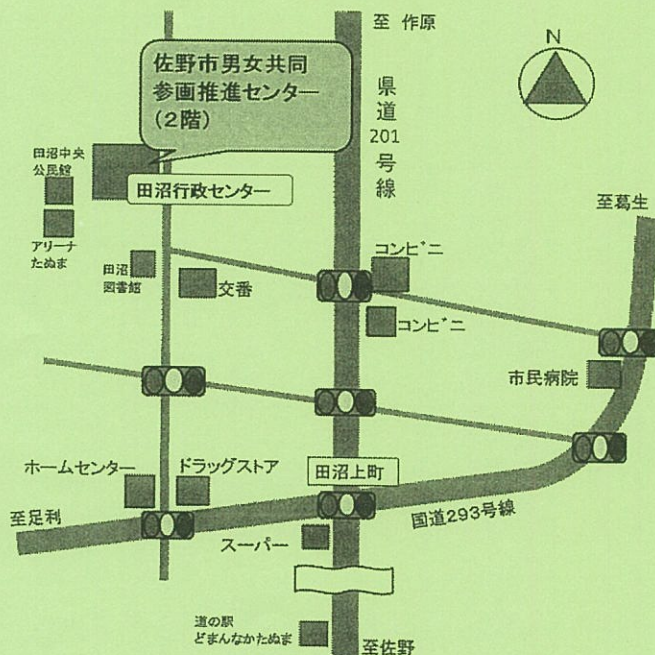 至 作原
N
佐野市男女共同
参画推進センター
(2階)
県道
201
号線
田沼中央
公民館
田沼行政センター
アリーナ
たぬま
田沼
図書館
交番
コンビニ
コンビニ
至葛生
市民病院
ホームセンター
ドラッグストア
田沼上町
至足利
国道293号線
スーパー
道の駅
どまんなかたぬま
至佐野